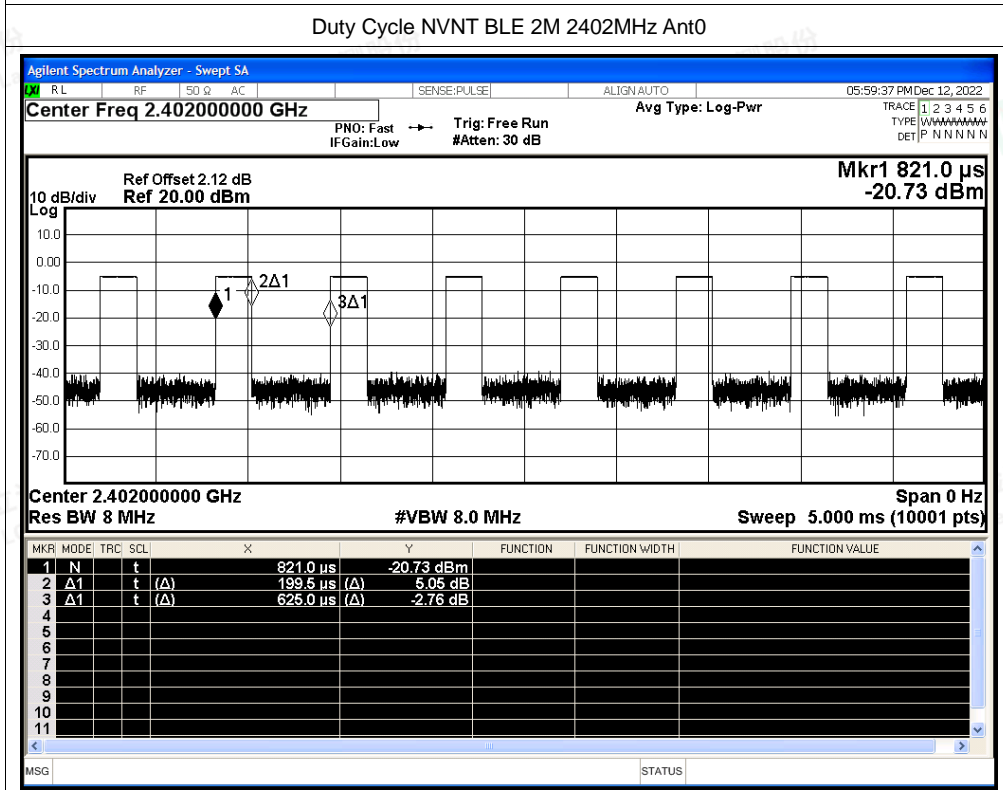 Duty Cycle NVNT BLE 2M 2402MHz Ant0
Agilent Spectrum Analyzer - Swept SA
LXI RL RF 50 Ω AC SENSE:PULSE ALIGN AUTO 05:59:37 PM Dec 12, 2022
Center Freq 2.402000000 GHz Avg Type: Log-Pwr TRACE 1 2 3 4 5 6
PNO: Fast Trig: Free Run TYPE WWWWWW
IFGain:Low #Atten: 30 dB DET P N N N N N
Mkr1 821.0 µs
Ref Offset 2.12 dB
10 dB/div Ref 20.00 dBm -20.73 dBm
Log
10.0
0.00
-10.0
-20.0
-30.0
-40.0
-50.0
-60.0
-70.0
1 2Δ1 3Δ1
Center 2.402000000 GHz Span 0 Hz
Res BW 8 MHz #VBW 8.0 MHz Sweep 5.000 ms (10001 pts)
MKR MODE TRC SCL X Y FUNCTION FUNCTION WIDTH FUNCTION VALUE
1 N t 821.0 µs -20.73 dBm
2 Δ1 t (Δ) 199.5 µs (Δ) 5.05 dB
3 Δ1 t (Δ) 625.0 µs (Δ) -2.76 dB
4
5
6
7
8
9
10
11
MSG STATUS